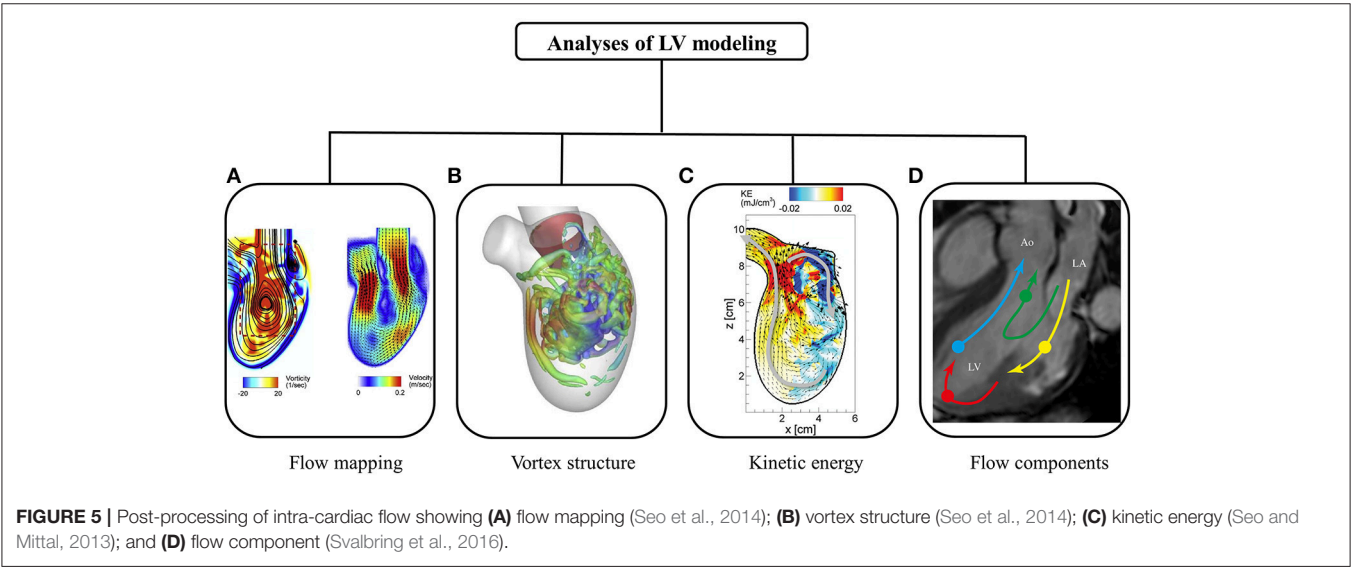 Analyses of LV modeling
A
B
C
D
Vorticity
(1/sec)
-20 20
Velocity
(m/sec)
0 0.2
KE
(mJ/cm³)
-0.02 0.02
10
8
6
4
2
z [cm]
2 4 6
x [cm]
Ao
LA
LV
Flow mapping
Vortex structure
Kinetic energy
Flow components
FIGURE 5 | Post-processing of intra-cardiac flow showing (A) flow mapping (Seo et al., 2014); (B) vortex structure (Seo et al., 2014); (C) kinetic energy (Seo and
Mittal, 2013); and (D) flow component (Svalbring et al., 2016).